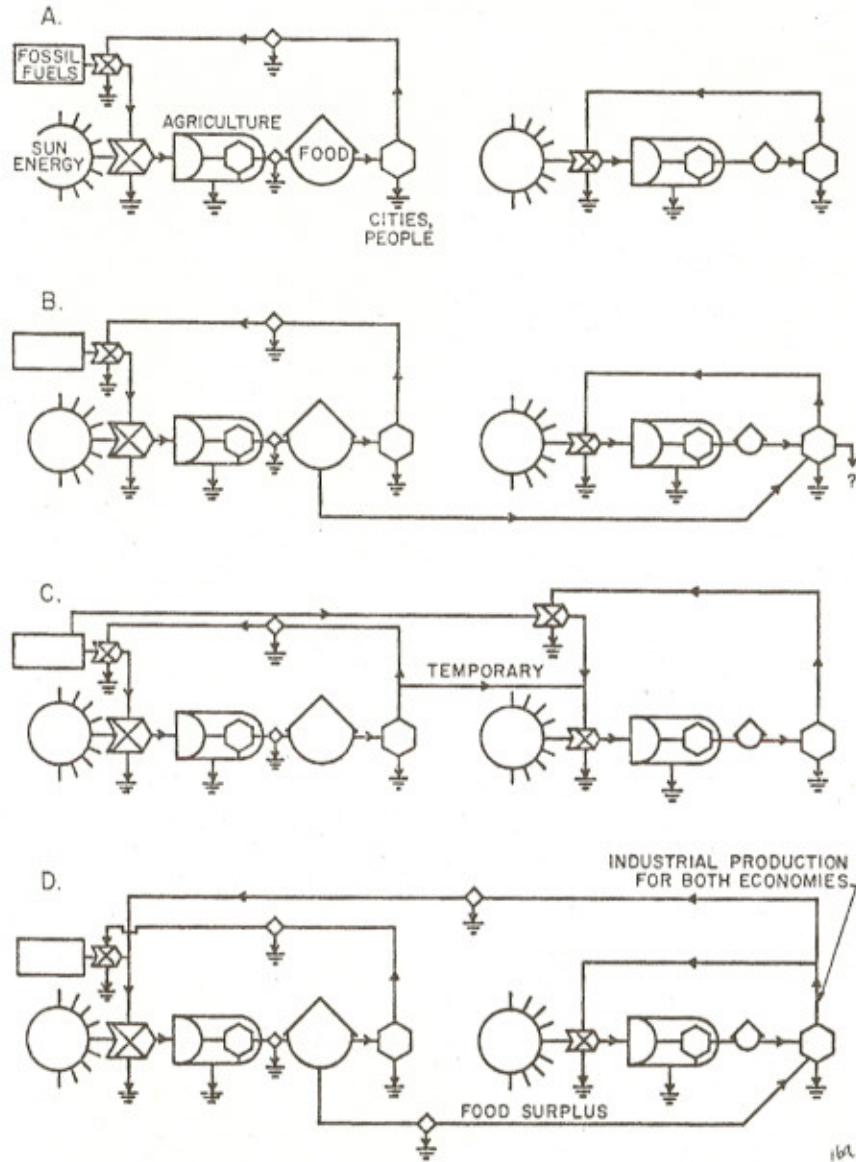 A.
FOSSIL
FUELS
SUN
ENERGY
AGRICULTURE
FOOD
CITIES,
PEOPLE
B.
?
C.
TEMPORARY
D.
INDUSTRIAL PRODUCTION
FOR BOTH ECONOMIES
FOOD SURPLUS